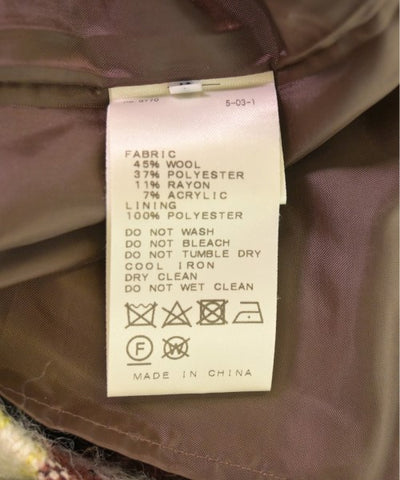 5-03-1
FABRIC
45% WOOL
37% POLYESTER
11% RAYON
7% ACRYLIC
LINING
100% POLYESTER
DO NOT WASH
DO NOT BLEACH
DO NOT TUMBLE DRY
COOL IRON
DRY CLEAN
DO NOT WET CLEAN
F W
MADE IN CHINA